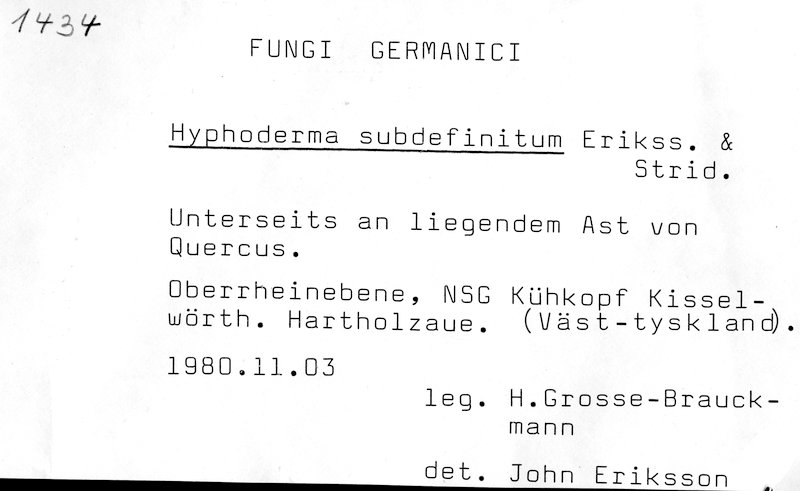 1434
FUNGI GERMANICI
Hyphoderma subdefinitum Erikss. &
Strid.
Unterseits an liegendem Ast von
Quercus.
Oberrheinebene, NSG Kühkopf Kissel-
wörth. Hartholzaue. (Väst-tyskland).
1980.11.03
leg. H.Grosse-Brauck-
mann
det. John Eriksson